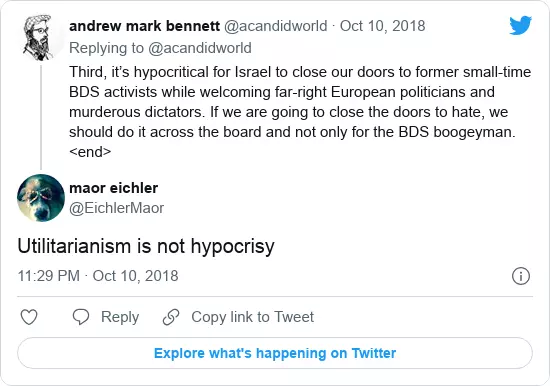 andrew mark bennett @acandidworld · Oct 10, 2018
Replying to @acandidworld
Third, it's hypocritical for Israel to close our doors to former small-time
BDS activists while welcoming far-right European politicians and
murderous dictators. If we are going to close the doors to hate, we
should do it across the board and not only for the BDS boogeyman.
<end>
maor eichler
@EichlerMaor
Utilitarianism is not hypocrisy
11:29 PM · Oct 10, 2018
Reply Copy link to Tweet
Explore what's happening on Twitter